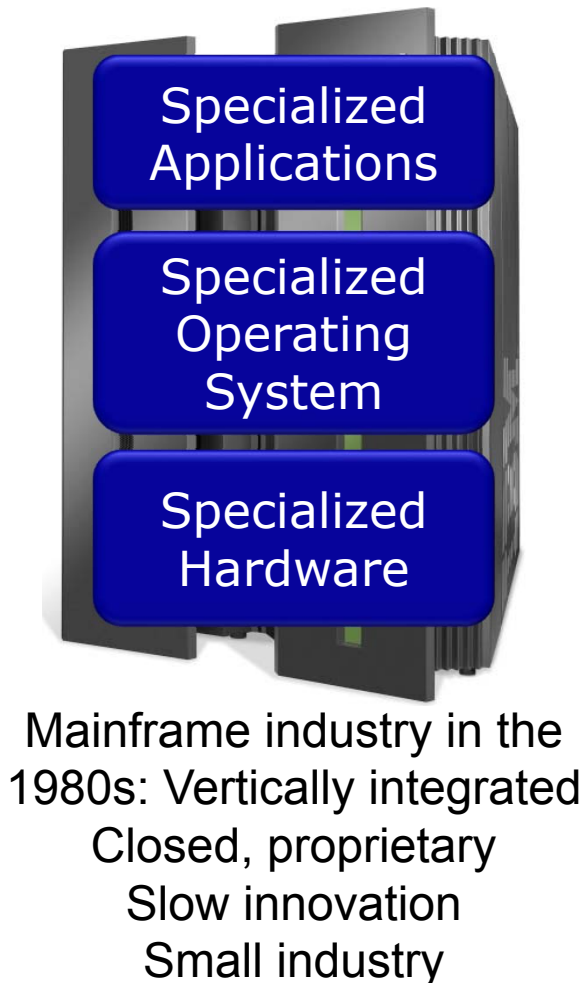 Specialized
Applications
Specialized
Operating
System
Specialized
Hardware
Mainframe industry in the
1980s: Vertically integrated
Closed, proprietary
Slow innovation
Small industry